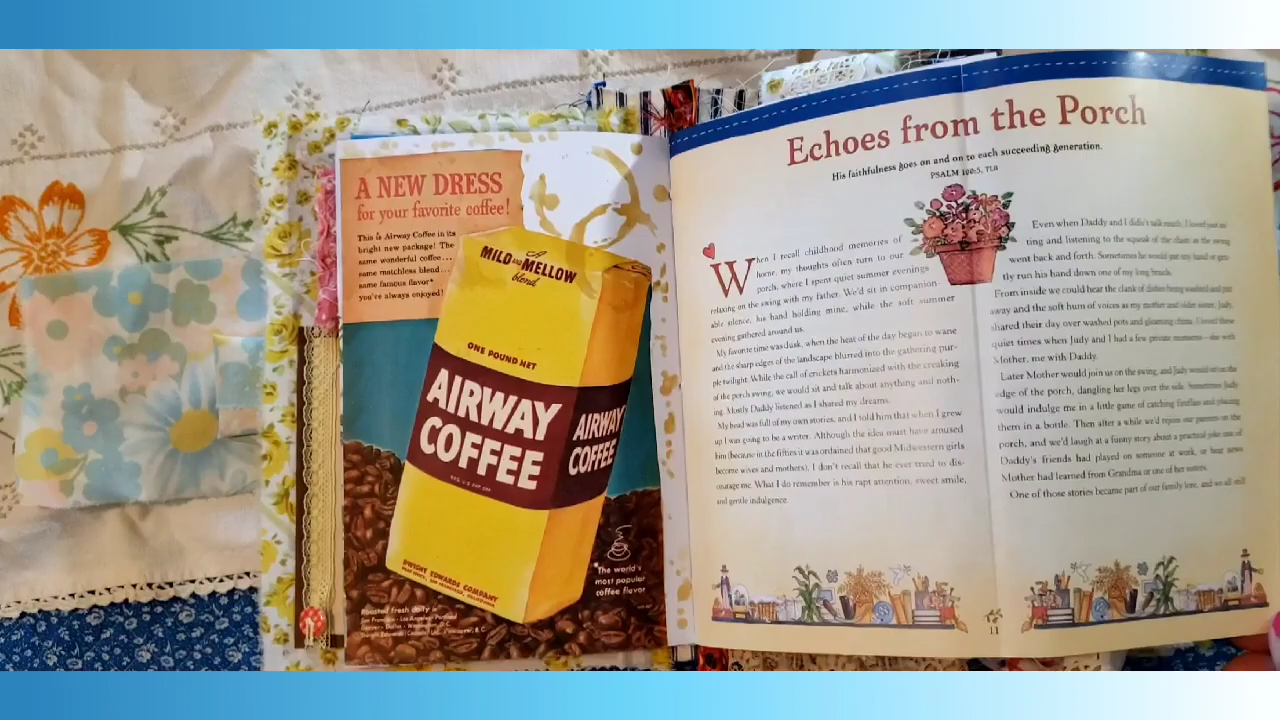 A NEW DRESS
for your favorite coffee!
This is Airway Coffee in its
bright new package! The
same wonderful coffee...
same matchless blend...
same famous flavor*
you're always enjoyed!
A
MILD AND MELLOW
blend
ONE POUND NET
AIRWAY
COFFEE
REG. U.S. PAT. OFF.
AIRWAY
COFFEE
DWIGHT EDWARDS COMPANY
*The world's
most popular
coffee flavor
Roasted fresh daily in
San Francisco - Los Angeles - Portland
Denver - Dallas - Washington, D.C.
Dwight Edwards (Canada) Ltd., Vancouver, B.C.
Echoes from the Porch
His faithfulness goes on and on to each succeeding generation.
PSALM 100:5, TLB
When I recall childhood memories of
home, my thoughts often turn to our
porch, where I spent quiet summer evenings
relaxing on the swing with my father. We'd sit in companion-
able silence, his hand holding mine, while the soft summer
evening gathered around us.
My favorite time was dusk, when the heat of the day began to wane
and the sharp edges of the landscape blurred into the gathering pur-
ple twilight. While the call of crickets harmonized with the creaking
of the porch swing, we would sit and talk about anything and noth-
ing. Mostly Daddy listened as I shared my dreams.
My head was full of my own stories, and I told him that when I grew
up I was going to be a writer. Although the idea must have aroused
him (because in the fifties it was ordained that good Midwestern girls
become wives and mothers), I don't recall that he ever tried to dis-
courage me. What I do remember is his rapt attention, sweet smile,
and gentle indulgence.
Even when Daddy and I didn't talk much, I loved just sit-
ting and listening to the squeak of the chain as the swing
went back and forth. Sometimes he would put my hand or gen-
tly run his hand down one of my long braids.
From inside we could hear the clank of dishes being washed and put
away and the soft hum of voices as my mother and older sister, Judy,
shared their day over washed pots and gleaming china. I loved these
quiet times when Judy and I had a few private moments—she with
Mother, me with Daddy.
Later Mother would join us on the swing, and Judy would sit on the
edge of the porch, dangling her legs over the side. Sometimes Judy
would indulge me in a little game of catching fireflies and placing
them in a bottle. Then after a while we'd rejoin our parents on the
porch, and we'd laugh at a funny story about a practical joke one of
Daddy's friends had played on someone at work, or hear news
Mother had learned from Grandma or one of her sisters.
One of those stories became part of our family lore, and we all still
11